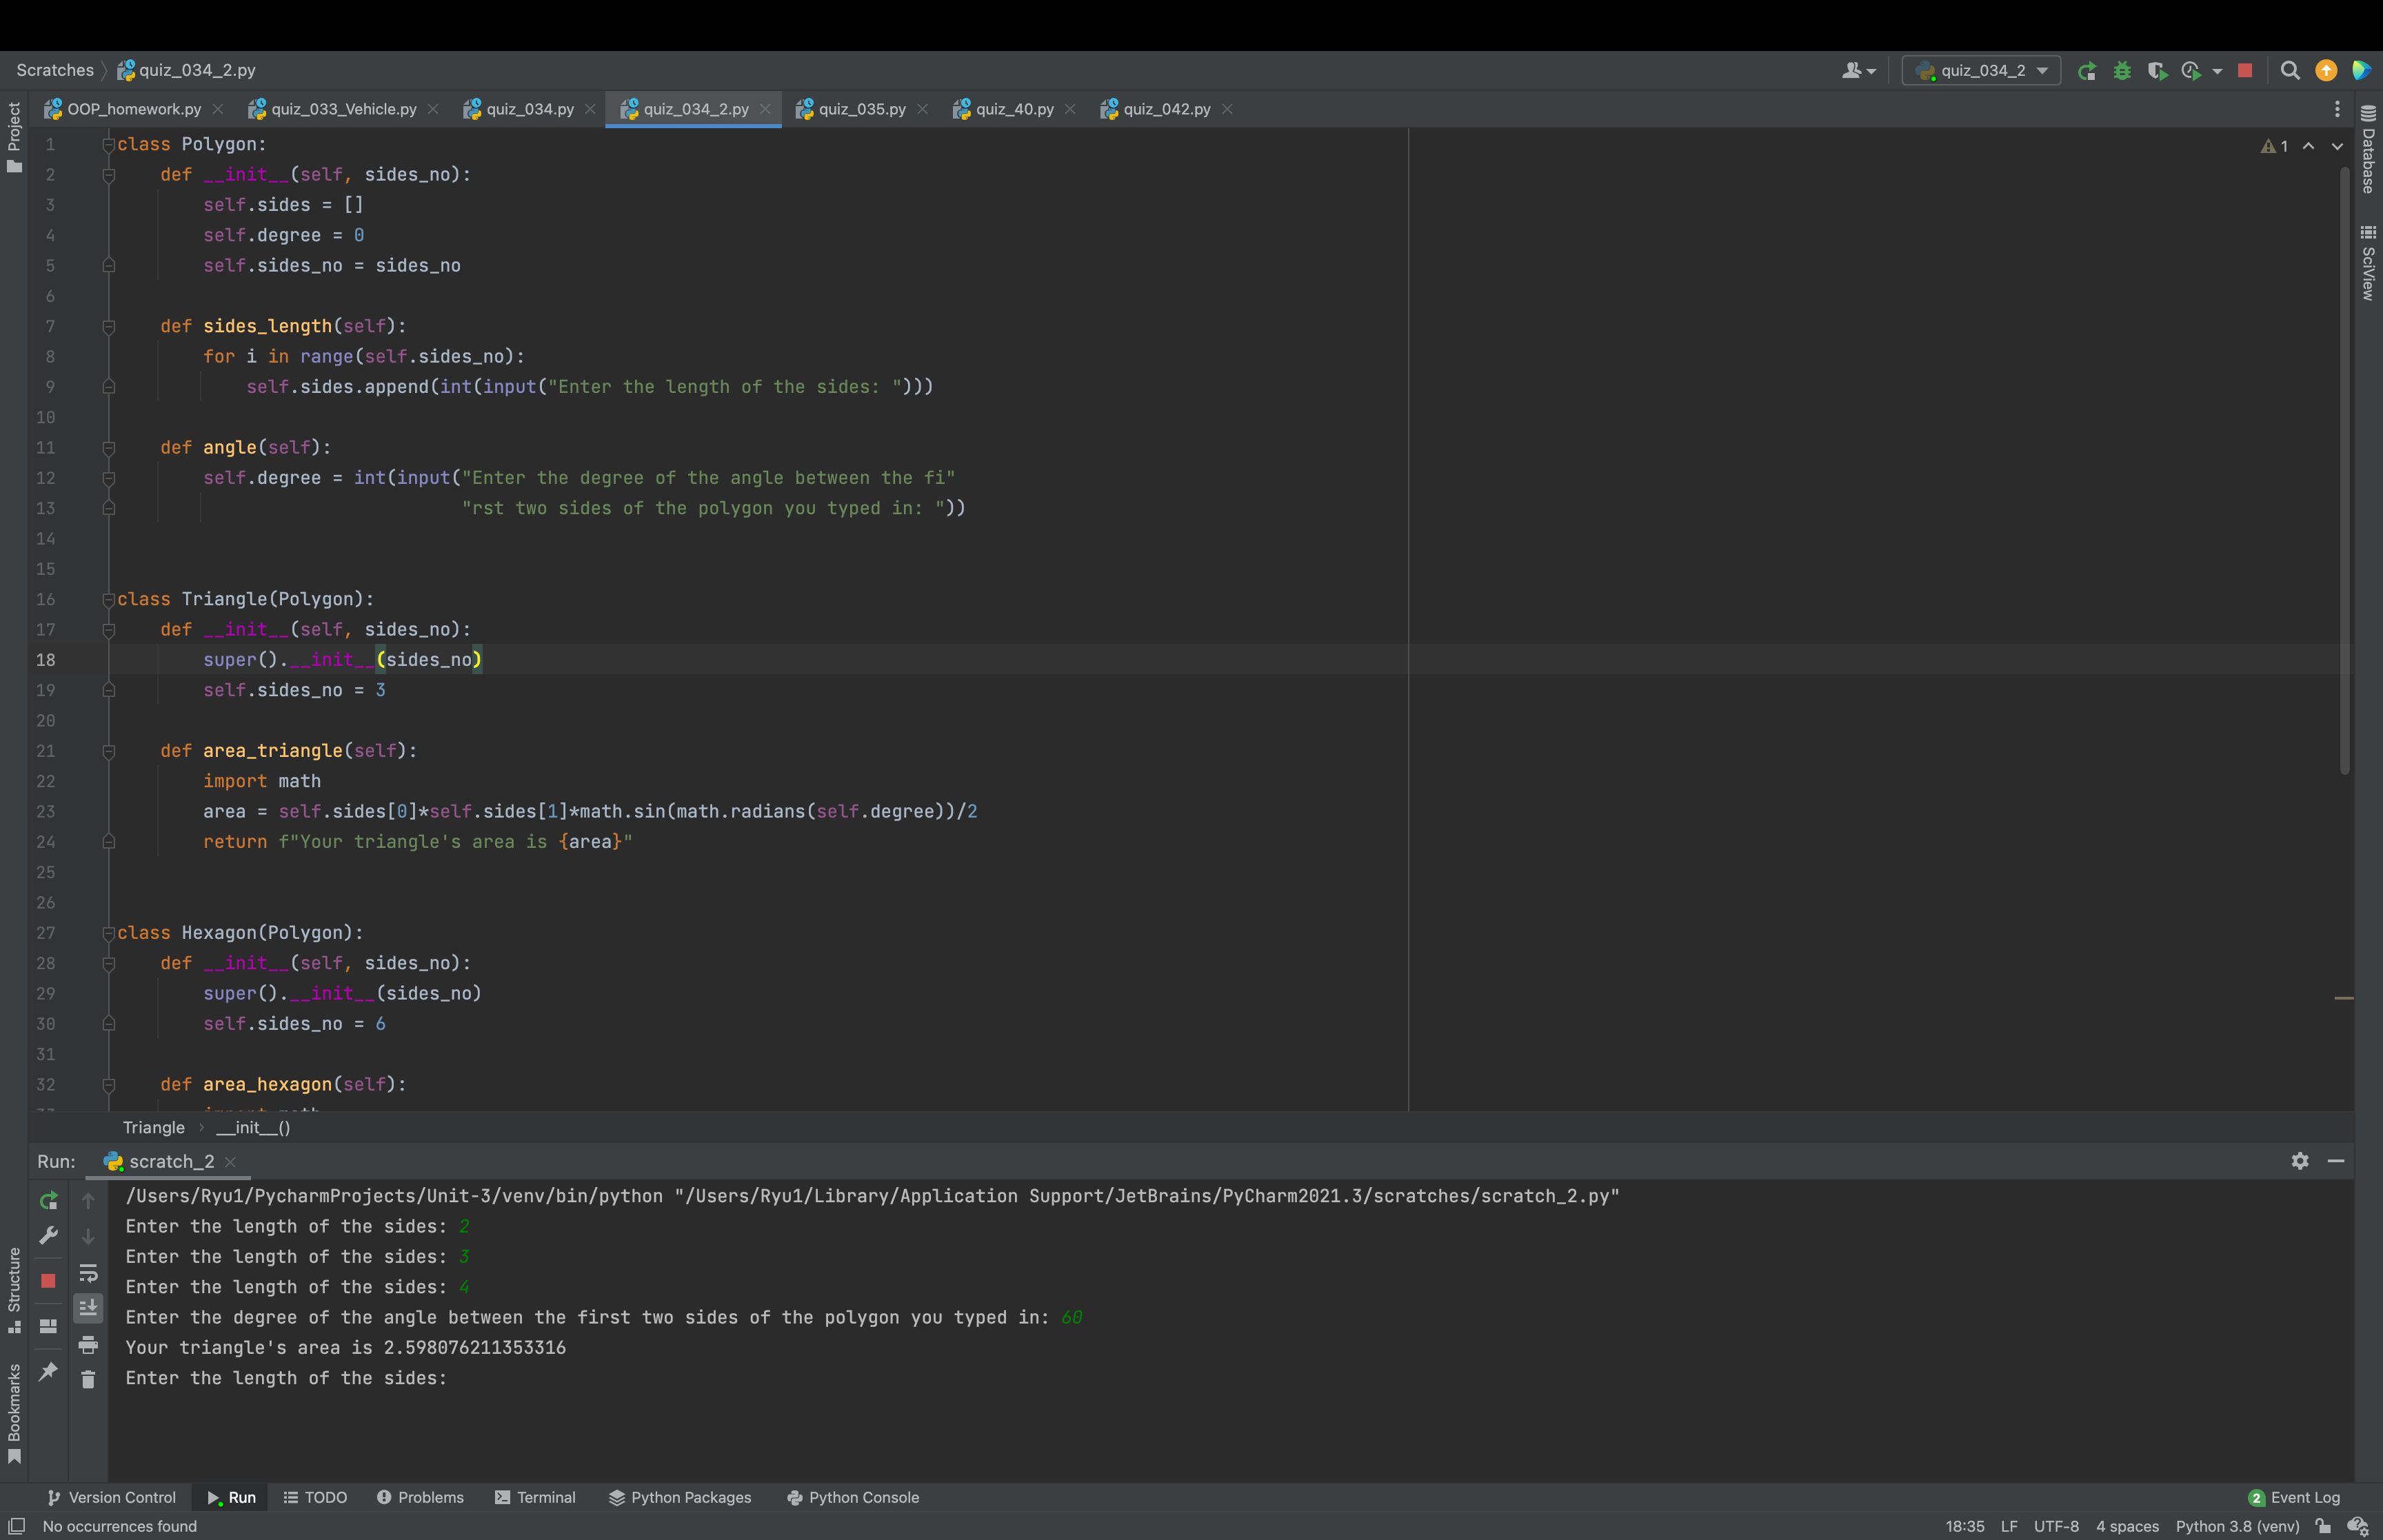 Scratches quiz_034_2.py quiz_034_2
OOP_homework.py quiz_033_Vehicle.py quiz_034.py quiz_034_2.py quiz_035.py quiz_40.py quiz_042.py
Project
Database
SciView
1
1 class Polygon:
2 def __init__(self, sides_no):
3 self.sides = []
4 self.degree = 0
5 self.sides_no = sides_no
6
7 def sides_length(self):
8 for i in range(self.sides_no):
9 self.sides.append(int(input("Enter the length of the sides: ")))
10
11 def angle(self):
12 self.degree = int(input("Enter the degree of the angle between the fi"
13 "rst two sides of the polygon you typed in: "))
14
15
16 class Triangle(Polygon):
17 def __init__(self, sides_no):
18 super().__init__(sides_no)
19 self.sides_no = 3
20
21 def area_triangle(self):
22 import math
23 area = self.sides[0]*self.sides[1]*math.sin(math.radians(self.degree))/2
24 return f"Your triangle's area is {area}"
25
26
27 class Hexagon(Polygon):
28 def __init__(self, sides_no):
29 super().__init__(sides_no)
30 self.sides_no = 6
31
32 def area_hexagon(self):
Triangle __init__()
Run: scratch_2
/Users/Ryu1/PycharmProjects/Unit-3/venv/bin/python "/Users/Ryu1/Library/Application Support/JetBrains/PyCharm2021.3/scratches/scratch_2.py"
Enter the length of the sides: 2
Enter the length of the sides: 3
Enter the length of the sides: 4
Enter the degree of the angle between the first two sides of the polygon you typed in: 60
Your triangle's area is 2.598076211353316
Enter the length of the sides:
Structure
Bookmarks
Version Control Run TODO Problems Terminal Python Packages Python Console 2 Event Log
No occurrences found 18:35 LF UTF-8 4 spaces Python 3.8 (venv)